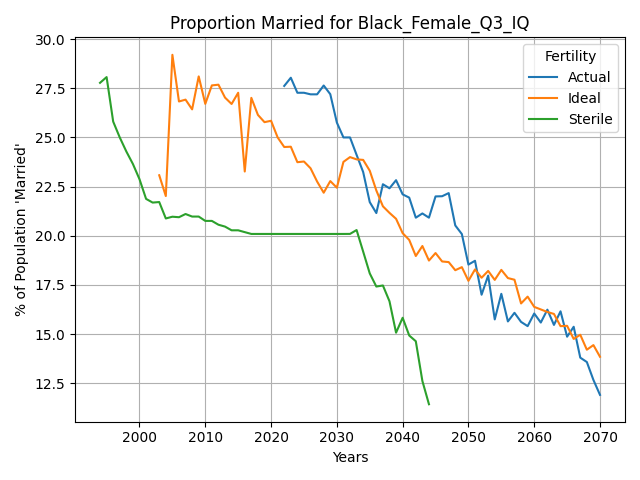 Proportion Married for Black_Female_Q3_IQ
% of Population 'Married'
30.0
27.5
25.0
22.5
20.0
17.5
15.0
12.5
Fertility
Actual
Ideal
Sterile
2000 2010 2020 2030 2040 2050 2060 2070
Years